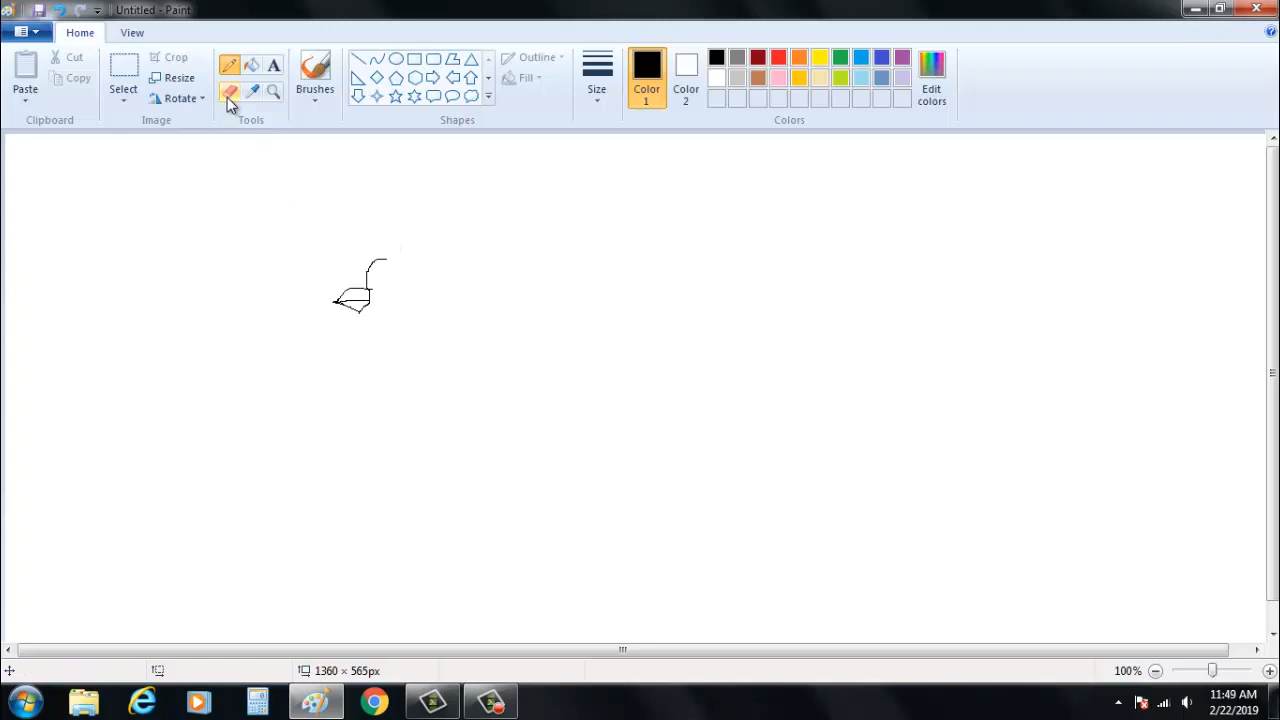 Untitled - Paint
Home View
Paste
Cut
Copy
Clipboard
Select
Crop
Resize
Rotate
Image
A
Tools
Brushes
Outline
Fill
Shapes
Size
Color
1
Color
2
Edit
colors
Colors
1360 × 565px
100%
11:49 AM
2/22/2019